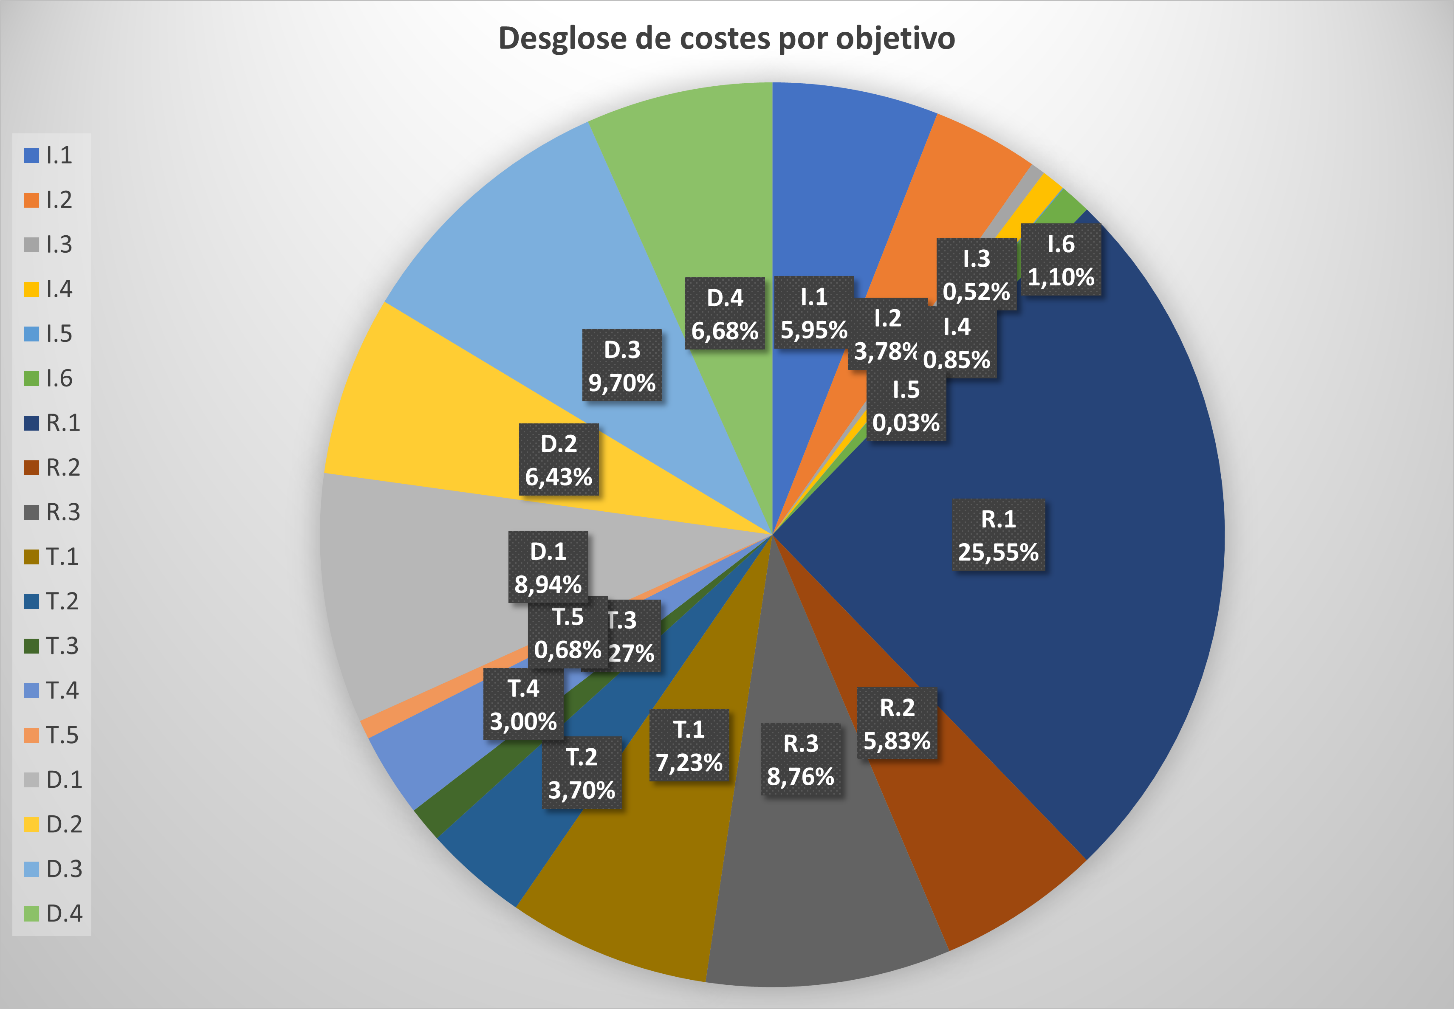 Desglose de costes por objetivo
I.1
I.2
I.3
I.4
I.5
I.6
R.1
R.2
R.3
T.1
T.2
T.3
T.4
T.5
D.1
D.2
D.3
D.4
I.1
5,95%
I.2
3,78%
I.3
0,52%
I.4
0,85%
I.5
0,03%
I.6
1,10%
R.1
25,55%
R.2
5,83%
R.3
8,76%
T.1
7,23%
T.2
3,70%
T.3
27%
T.4
3,00%
T.5
0,68%
D.1
8,94%
D.2
6,43%
D.3
9,70%
D.4
6,68%